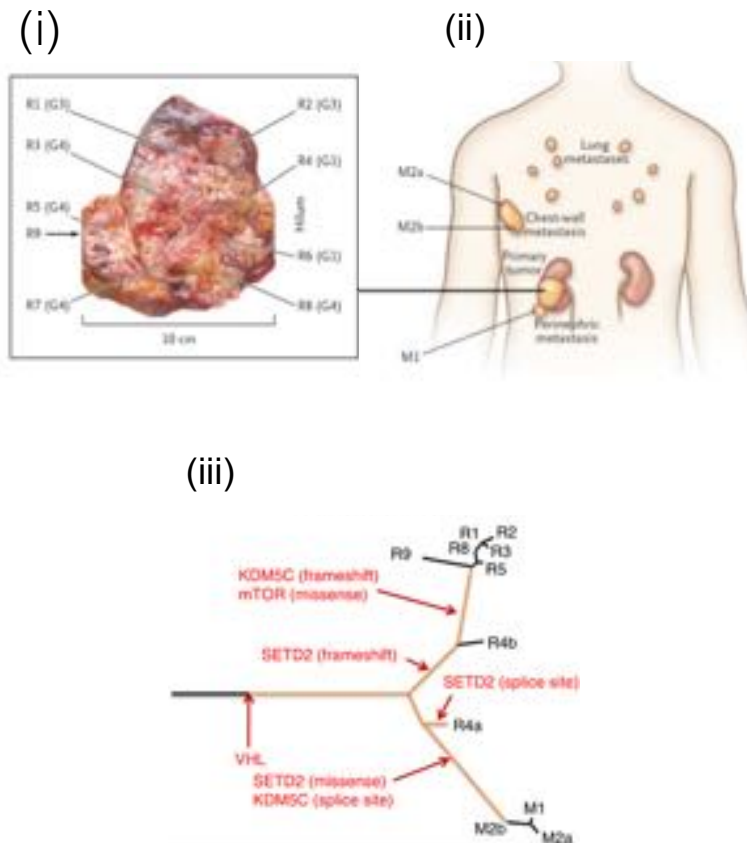 (i)
R1 (G3)
R2 (G3)
R3 (G4)
R4 (G1)
R5 (G4)
R9
Hilum
R6 (G1)
R7 (G4)
R8 (G4)
10 cm
(ii)
Lung
metastases
M2a
M2b
Chest-wall
metastasis
Primary
tumor
Perinephric
metastasis
M1
(iii)
R1
R2
R8
R3
R9
R5
KDM5C (frameshift)
mTOR (missense)
R4b
SETD2 (frameshift)
SETD2 (splice site)
R4a
VHL
SETD2 (missense)
KDM5C (splice site)
M1
M2b
M2a